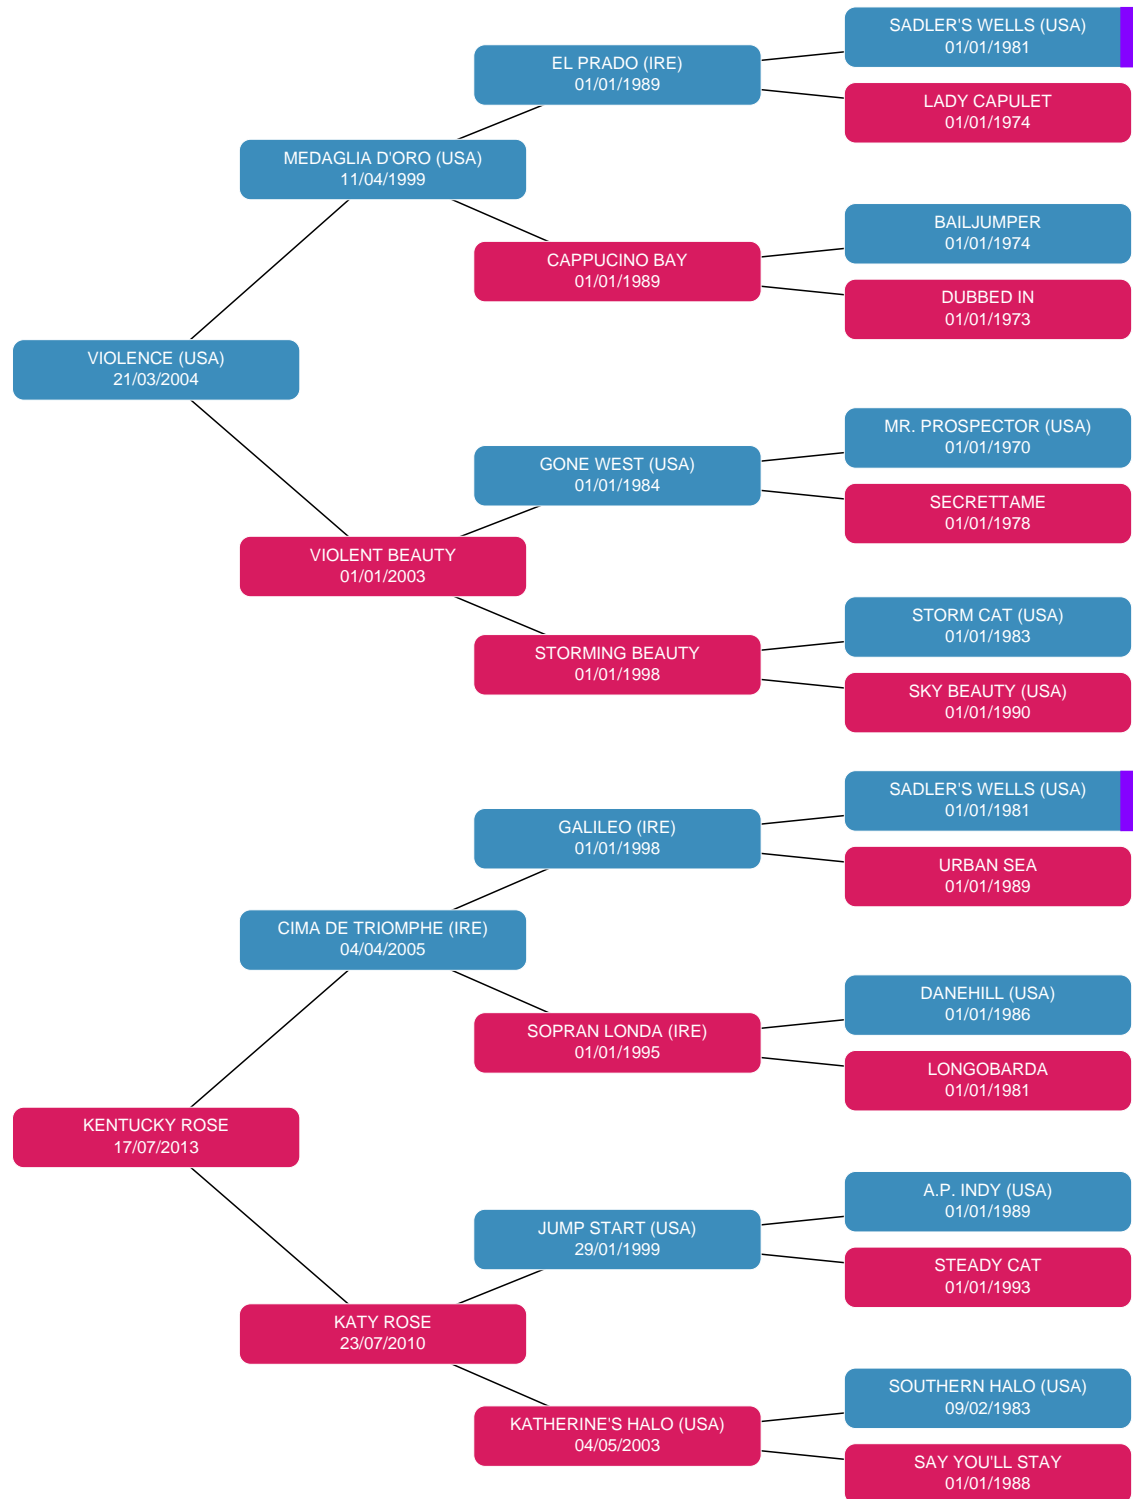 SADLER'S WELLS (USA)
01/01/1981
EL PRADO (IRE)
01/01/1989
LADY CAPULET
01/01/1974
MEDAGLIA D'ORO (USA)
11/04/1999
BAILJUMPER
01/01/1974
CAPPUCINO BAY
01/01/1989
DUBBED IN
01/01/1973
VIOLENCE (USA)
21/03/2004
MR. PROSPECTOR (USA)
01/01/1970
GONE WEST (USA)
01/01/1984
SECRETTAME
01/01/1978
VIOLENT BEAUTY
01/01/2003
STORM CAT (USA)
01/01/1983
STORMING BEAUTY
01/01/1998
SKY BEAUTY (USA)
01/01/1990
SADLER'S WELLS (USA)
01/01/1981
GALILEO (IRE)
01/01/1998
URBAN SEA
01/01/1989
CIMA DE TRIOMPHE (IRE)
04/04/2005
DANEHILL (USA)
01/01/1986
SOPRAN LONDA (IRE)
01/01/1995
LONGOBARDA
01/01/1981
KENTUCKY ROSE
17/07/2013
A.P. INDY (USA)
01/01/1989
JUMP START (USA)
29/01/1999
STEADY CAT
01/01/1993
KATY ROSE
23/07/2010
SOUTHERN HALO (USA)
09/02/1983
KATHERINE'S HALO (USA)
04/05/2003
SAY YOU'LL STAY
01/01/1988